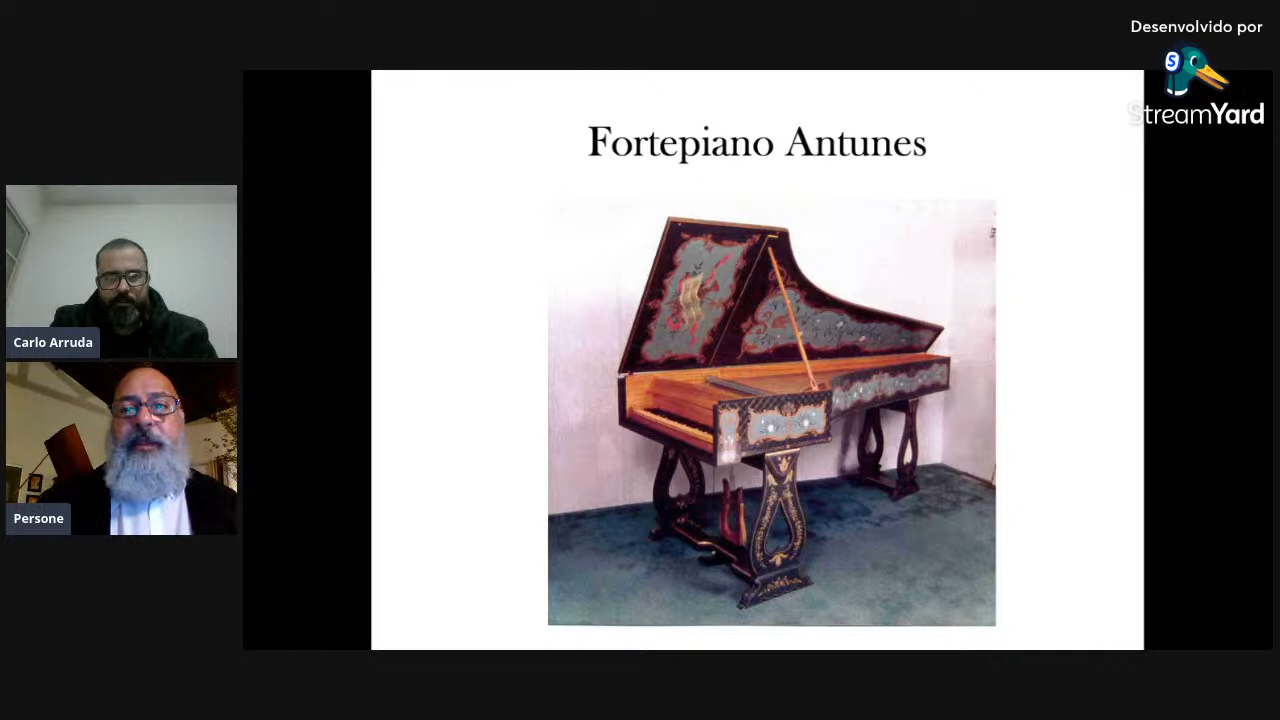 Desenvolvido por
StreamYard
Fortepiano Antunes
Carlo Arruda
Persone